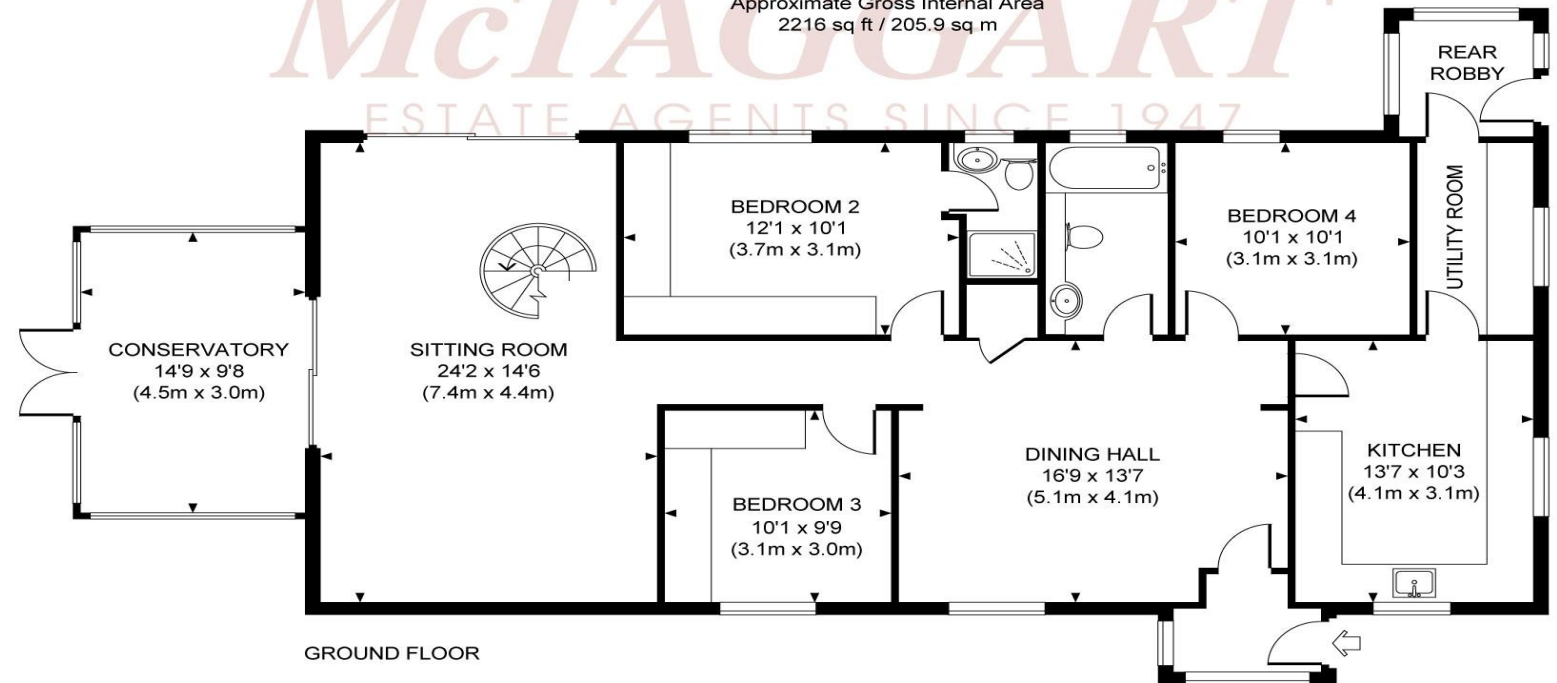 Approximate Gross Internal Area
2216 sq ft / 205.9 sq m
McTAGGART
ESTATE AGENTS SINCE 1947
REAR
ROBBY
BEDROOM 2
12'1 x 10'1
(3.7m x 3.1m)
BEDROOM 4
10'1 x 10'1
(3.1m x 3.1m)
UTILITY ROOM
CONSERVATORY
14'9 x 9'8
(4.5m x 3.0m)
SITTING ROOM
24'2 x 14'6
(7.4m x 4.4m)
DINING HALL
16'9 x 13'7
(5.1m x 4.1m)
KITCHEN
13'7 x 10'3
(4.1m x 3.1m)
BEDROOM 3
10'1 x 9'9
(3.1m x 3.0m)
GROUND FLOOR